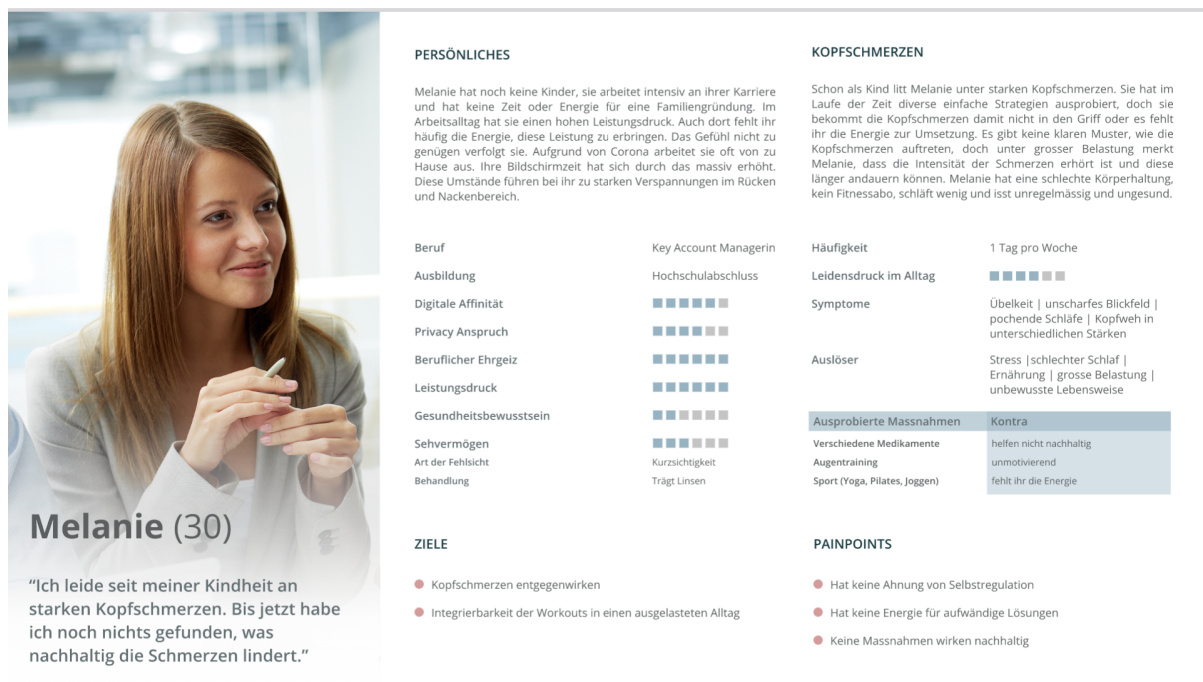 Melanie (30)
“Ich leide seit meiner Kindheit an
starken Kopfschmerzen. Bis jetzt habe
ich noch nichts gefunden, was
nachhaltig die Schmerzen lindert.”
PERSÖNLICHES
Melanie hat noch keine Kinder, sie arbeitet intensiv an ihrer Karriere
und hat keine Zeit oder Energie für eine Familiengründung. Im
Arbeitsalltag hat sie einen hohen Leistungsdruck. Auch dort fehlt ihr
häufig die Energie, diese Leistung zu erbringen. Das Gefühl nicht zu
genügen verfolgt sie. Aufgrund von Corona arbeitet sie oft von zu
Hause aus. Ihre Bildschirmzeit hat sich durch das massiv erhöht.
Diese Umstände führen bei ihr zu starken Verspannungen im Rücken
und Nackenbereich.
Beruf Key Account Managerin
Ausbildung Hochschulabschluss
Digitale Affinität
Privacy Anspruch
Beruflicher Ehrgeiz
Leistungsdruck
Gesundheitsbewusstsein
Sehvermögen
Art der Fehlsicht Kurzsichtigkeit
Behandlung Trägt Linsen
ZIELE
Kopfschmerzen entgegenwirken
Integrierbarkeit der Workouts in einen ausgelasteten Alltag
KOPFSCHMERZEN
Schon als Kind litt Melanie unter starken Kopfschmerzen. Sie hat im
Laufe der Zeit diverse einfache Strategien ausprobiert, doch sie
bekommt die Kopfschmerzen damit nicht in den Griff oder es fehlt
ihr die Energie zur Umsetzung. Es gibt keine klaren Muster, wie die
Kopfschmerzen auftreten, doch unter grosser Belastung merkt
Melanie, dass die Intensität der Schmerzen erhört ist und diese
länger andauern können. Melanie hat eine schlechte Körperhaltung,
kein Fitnessabo, schläft wenig und isst unregelmässig und ungesund.
Häufigkeit 1 Tag pro Woche
Leidensdruck im Alltag
Symptome Übelkeit | unscharfes Blickfeld |
pochende Schläfe | Kopfweh in
unterschiedlichen Stärken
Auslöser Stress |schlechter Schlaf |
Ernährung | grosse Belastung |
unbewusste Lebensweise
Ausprobierte Massnahmen Kontra
Verschiedene Medikamente helfen nicht nachhaltig
Augentraining unmotivierend
Sport (Yoga, Pilates, Joggen) fehlt ihr die Energie
PAINPOINTS
Hat keine Ahnung von Selbstregulation
Hat keine Energie für aufwändige Lösungen
Keine Massnahmen wirken nachhaltig